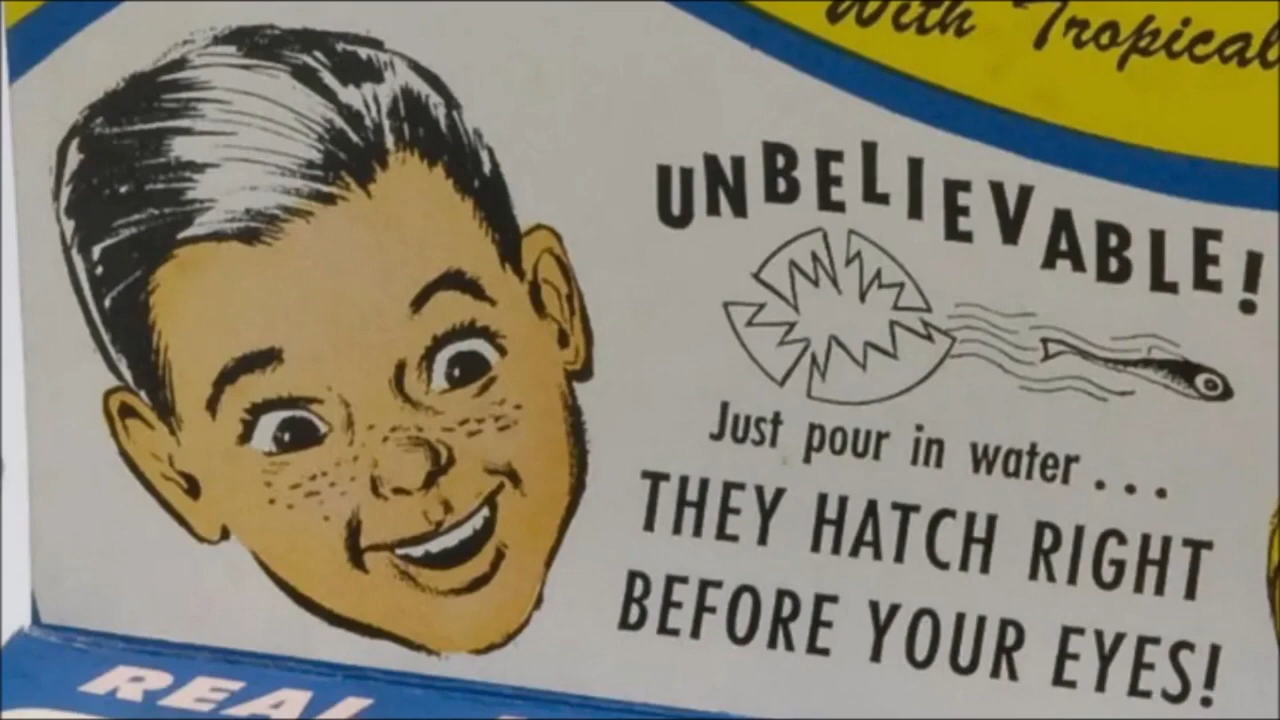 With Tropical
UNBELIEVABLE!
Just pour in water...
THEY HATCH RIGHT
BEFORE YOUR EYES!
REAL